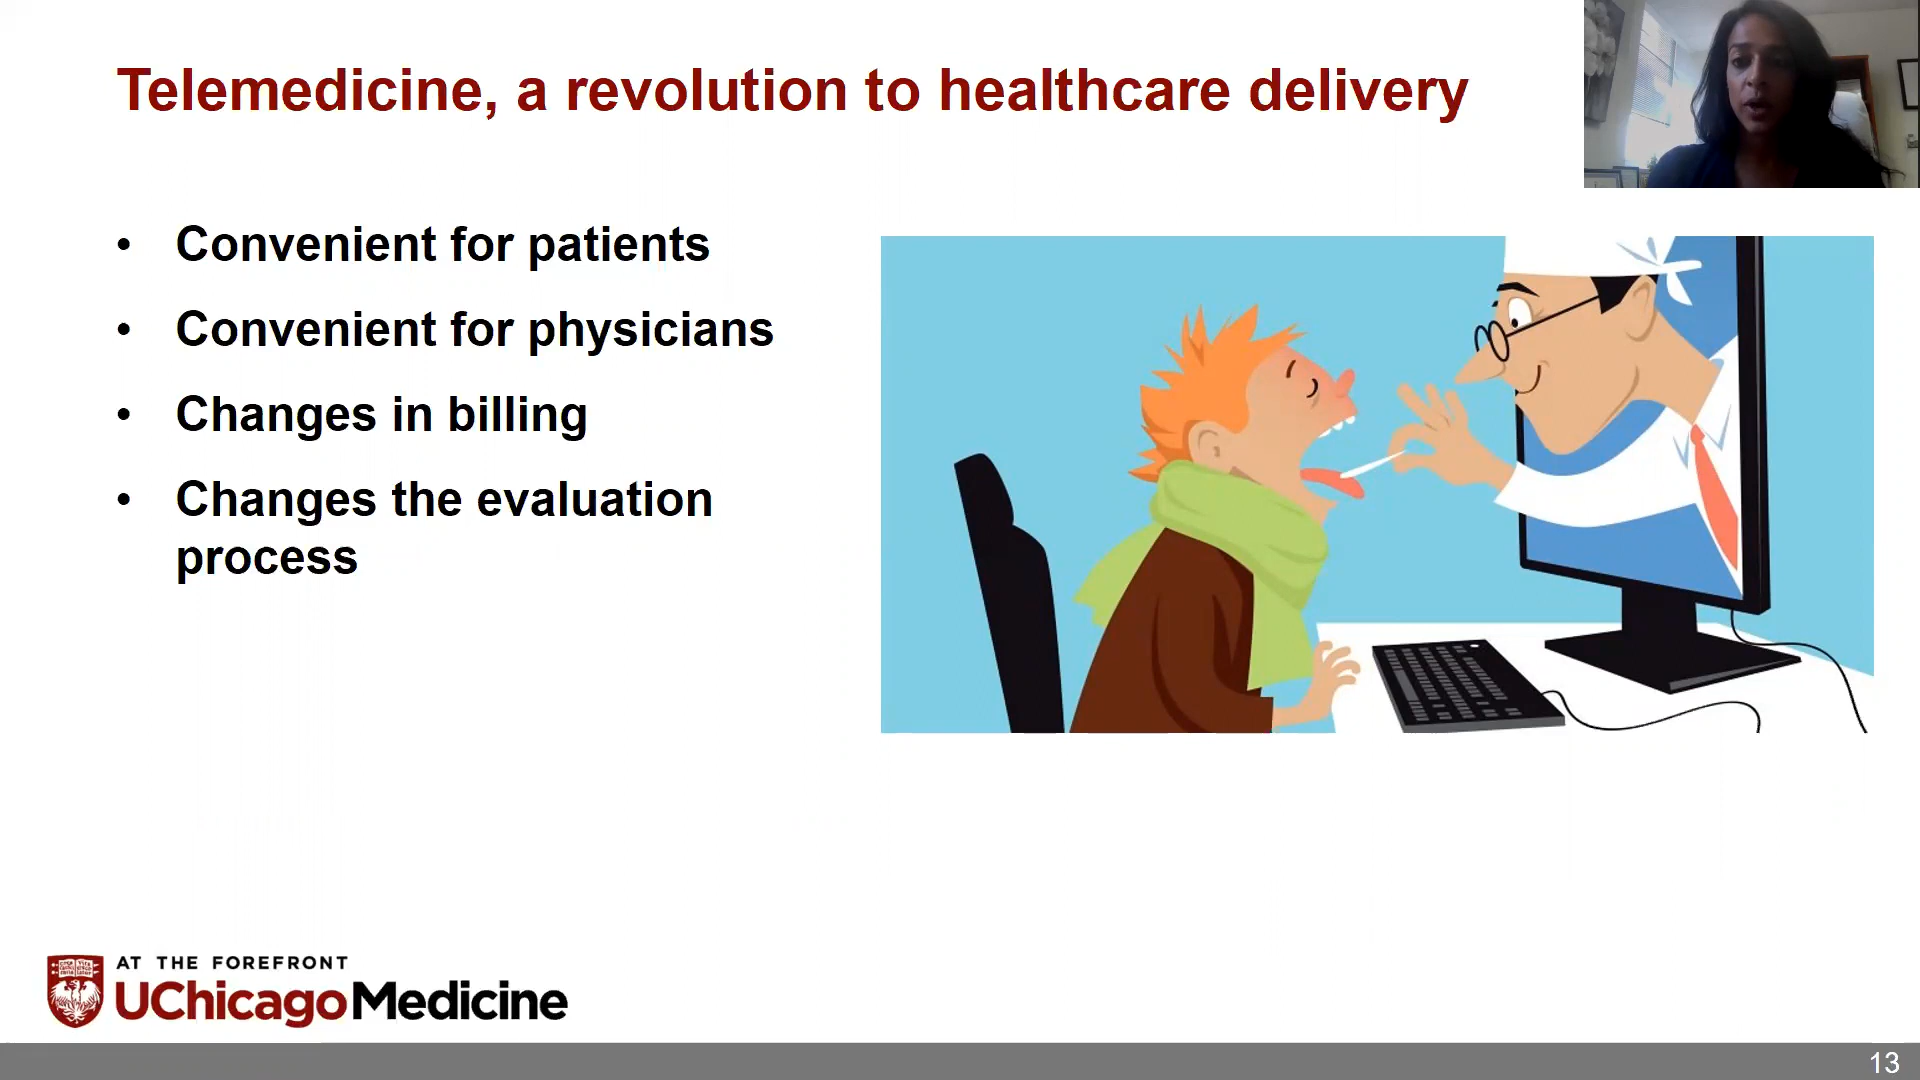 Telemedicine, a revolution to healthcare delivery
• Convenient for patients
• Convenient for physicians
• Changes in billing
• Changes the evaluation
process
AT THE FOREFRONT
UChicagoMedicine
13